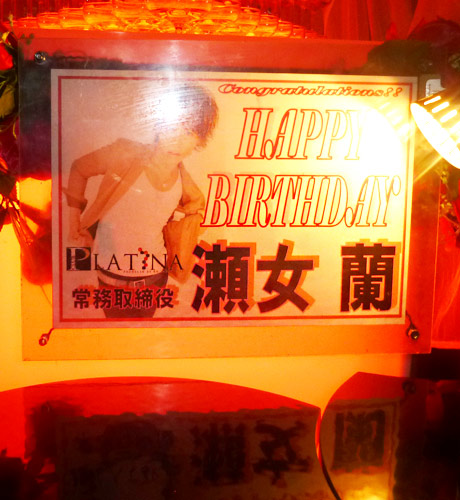 Congratulations!!
HAPPY
BIRTHDAY
PLATINA
常務取締役
瀬女 蘭